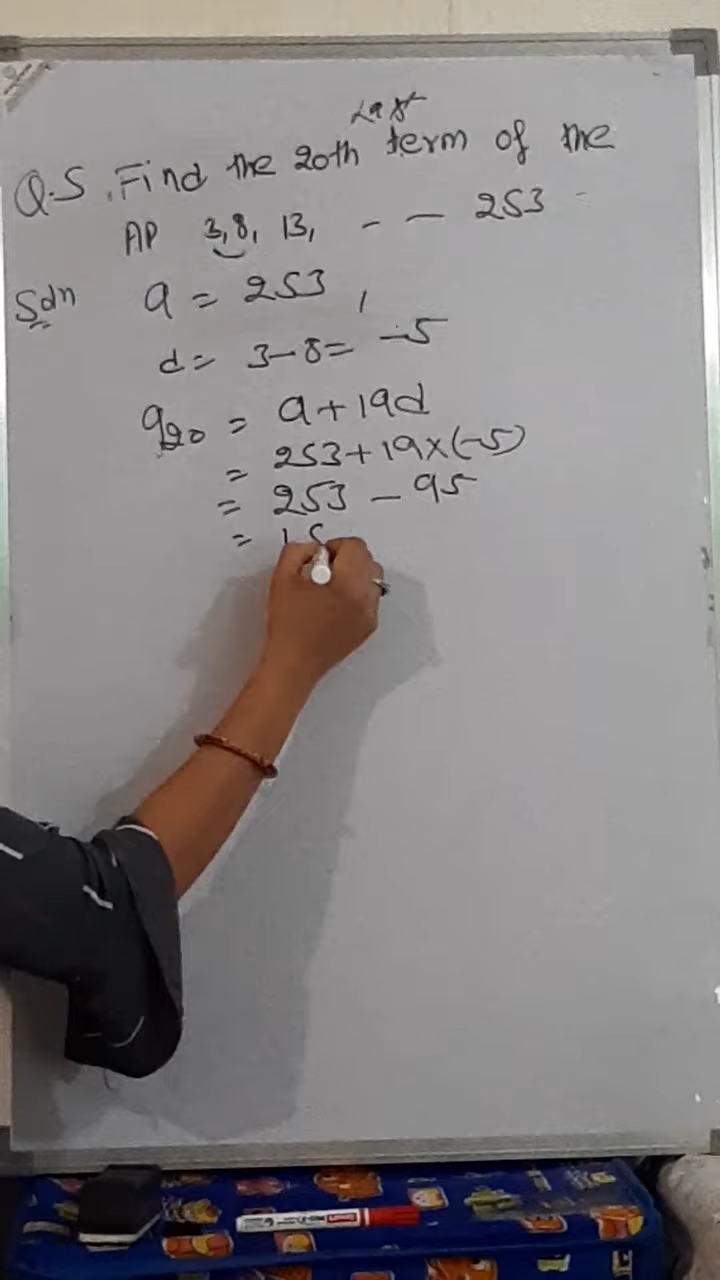 Last
Q.5. Find the 20th term of the
AP 3, 8, 13, - - 253
Soln a = 253,
d = 3-8 = -5
a20 = a+19d
= 253+19×(-5)
= 253 - 95
= 15